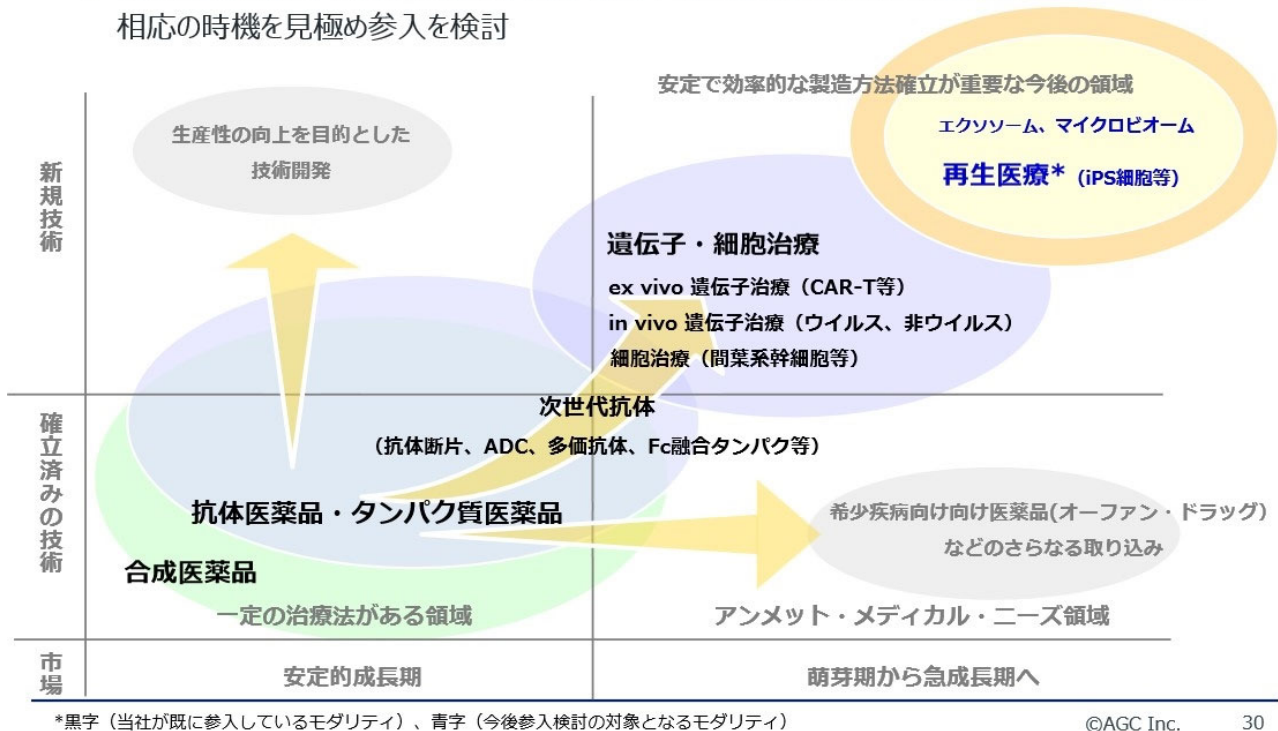 相応の時機を見極め参入を検討
安定で効率的な製造方法確立が重要な今後の領域
エクソソーム、マイクロビオーム
再生医療* (iPS細胞等)
生産性の向上を目的とした
技術開発
新規技術
遺伝子・細胞治療
ex vivo 遺伝子治療（CAR-T等）
in vivo 遺伝子治療（ウイルス、非ウイルス）
細胞治療（間葉系幹細胞等）
確立済みの技術
次世代抗体
（抗体断片、ADC、多価抗体、Fc融合タンパク等）
抗体医薬品・タンパク質医薬品
希少疾病向け向け医薬品(オーファン・ドラッグ）
などのさらなる取り込み
合成医薬品
一定の治療法がある領域
アンメット・メディカル・ニーズ領域
市場
安定的成長期
萌芽期から急成長期へ
*黒字（当社が既に参入しているモダリティ）、青字（今後参入検討の対象となるモダリティ）
©AGC Inc. 30